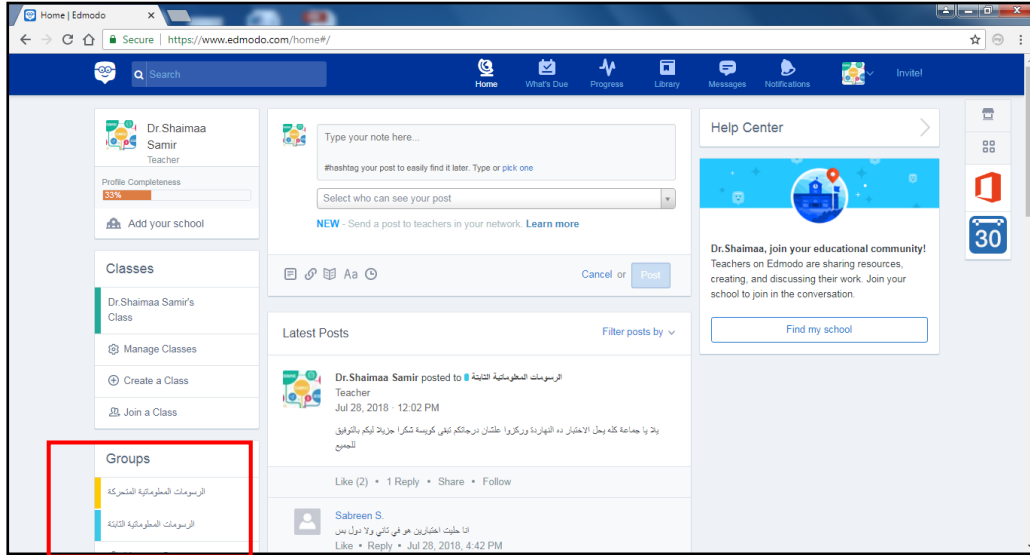 Home | Edmodo
Secure | https://www.edmodo.com/home#/
Search
Home
What's Due
Progress
Library
Messages
Notifications
Invite!
Dr.Shaimaa
Samir
Teacher
Profile Completeness
33%
Add your school
Classes
Dr.Shaimaa Samir's
Class
Manage Classes
Create a Class
Join a Class
Groups
الرسومات المعلوماتية المتحركة
الرسومات المعلوماتية الثابتة
Type your note here...
#hashtag your post to easily find it later. Type or pick one
Select who can see your post
NEW - Send a post to teachers in your network. Learn more
Aa
Cancel or Post
Latest Posts
Filter posts by
Dr.Shaimaa Samir posted to الرسومات المعلوماتية الثابتة
Teacher
Jul 28, 2018 · 12:02 PM
يلا يا جماعة كله يحل الاختبار ده النهاردة وركزوا علشان درجاتكم تبقى كويسة شكرا جزيلا ليكم بالتوفيق
للجميع
Like (2) • 1 Reply • Share • Follow
Sabreen S.
انا حليت اختبارين هو في تاني ولا دول بس
Like • Reply • Jul 28, 2018, 4:42 PM
Help Center
Dr.Shaimaa, join your educational community!
Teachers on Edmodo are sharing resources,
creating, and discussing their work. Join your
school to join in the conversation.
Find my school
30